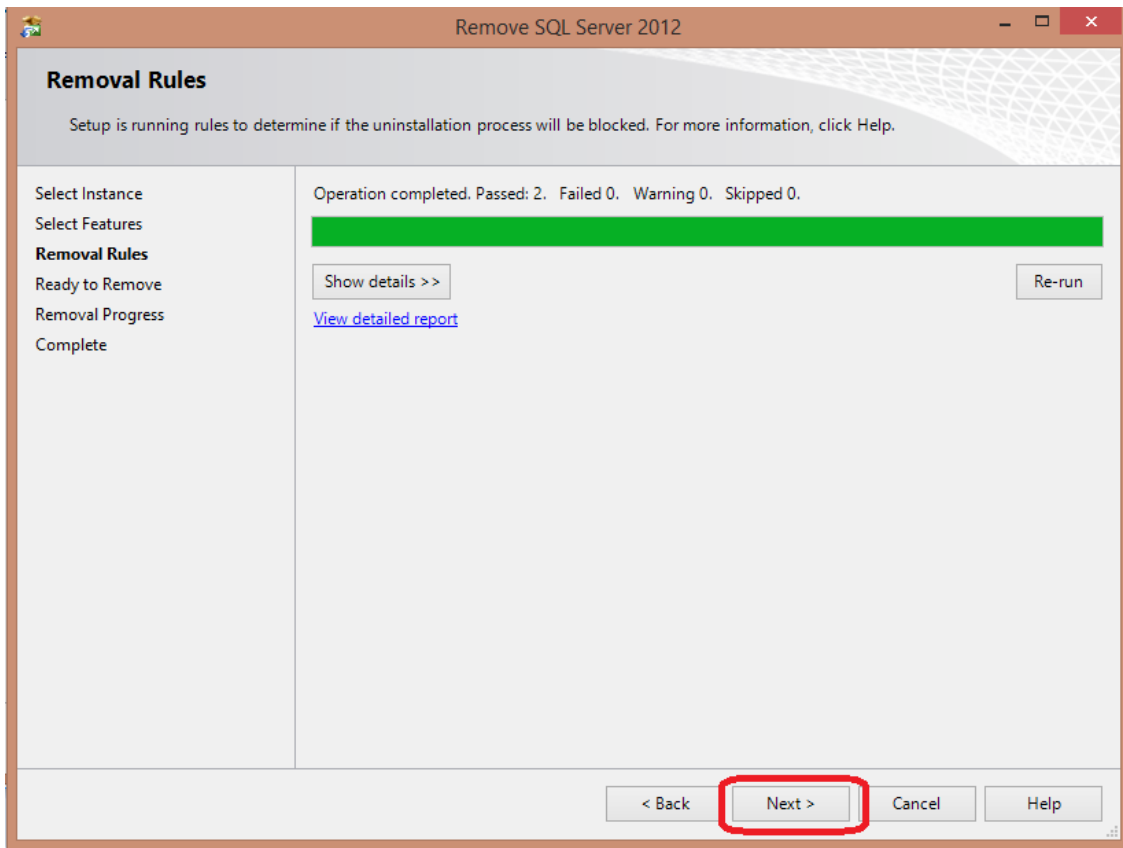 Remove SQL Server 2012
Removal Rules
Setup is running rules to determine if the uninstallation process will be blocked. For more information, click Help.
Select Instance
Select Features
Removal Rules
Ready to Remove
Removal Progress
Complete
Operation completed. Passed: 2.   Failed 0.   Warning 0.   Skipped 0.
Show details >>
Re-run
View detailed report
< Back
Next >
Cancel
Help